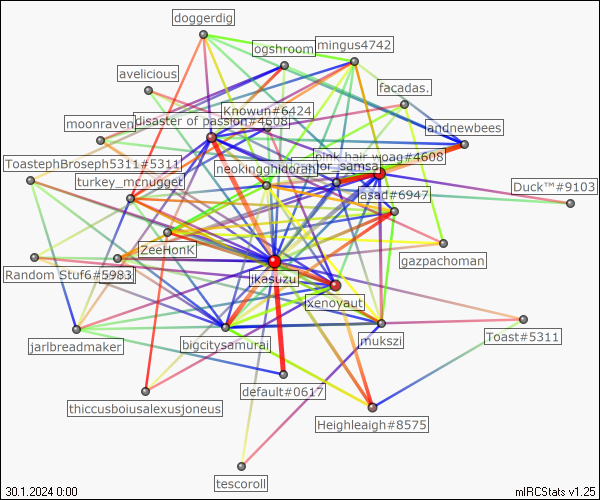 doggerdig
ogshroom
mingus4742
avelicious
facadas.
Knowun#6424
moonraven
disaster of passion#4608
andnewbees
pink hair woag#4608
ToastephBroseph5311#5311
neokingghidorah
or_samsa
turkey_mcnugget
asad#6947
Duck™#9103
ZeeHonK
gazpachoman
Random Stuf6#5983
ikasuzu
xenoyaut
jarlbreadmaker
bigcitysamurai
mukszi
Toast#5311
default#0617
thiccusboiusalexusjoneus
Heighleaigh#8575
tescoroll
30.1.2024 0:00
mIRCStats v1.25